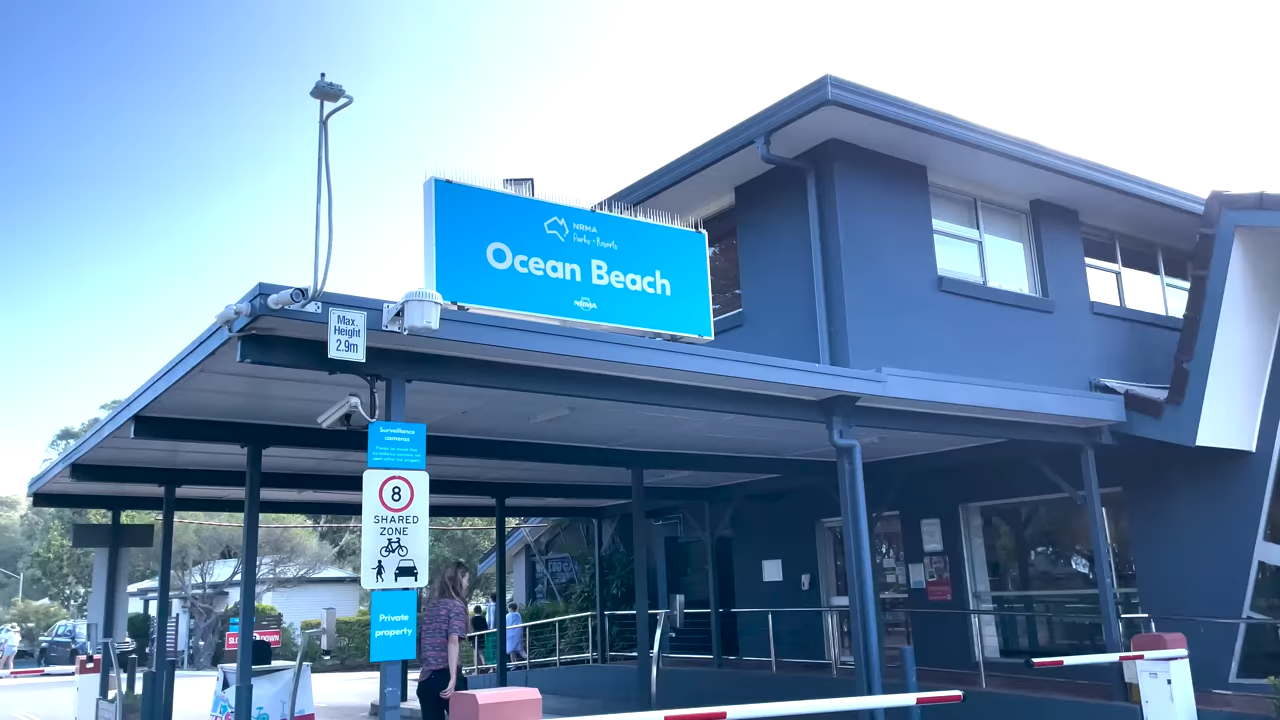 NRMA
Parks + Resorts
Ocean Beach
NRMA
Max.
Height
2.9m
Surveillance
cameras
8
SHARED
ZONE
Private
property